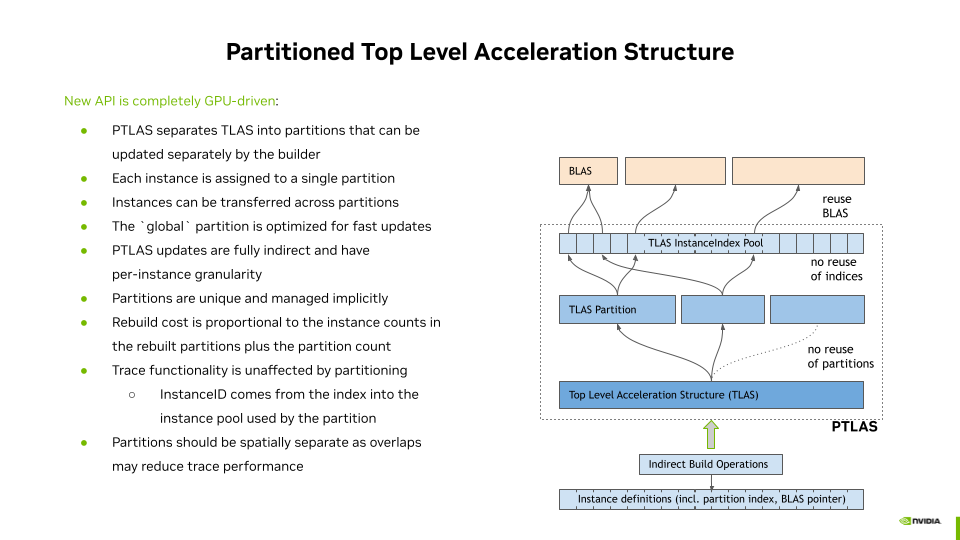 Partitioned Top Level Acceleration Structure
New API is completely GPU-driven:
● PTLAS separates TLAS into partitions that can be
updated separately by the builder
● Each instance is assigned to a single partition
● Instances can be transferred across partitions
● The `global` partition is optimized for fast updates
● PTLAS updates are fully indirect and have
per-instance granularity
● Partitions are unique and managed implicitly
● Rebuild cost is proportional to the instance counts in
the rebuilt partitions plus the partition count
● Trace functionality is unaffected by partitioning
○ InstanceID comes from the index into the
instance pool used by the partition
● Partitions should be spatially separate as overlaps
may reduce trace performance
BLAS
reuse
BLAS
TLAS InstanceIndex Pool
no reuse
of indices
TLAS Partition
no reuse
of partitions
Top Level Acceleration Structure (TLAS)
PTLAS
Indirect Build Operations
Instance definitions (incl. partition index, BLAS pointer)
NVIDIA